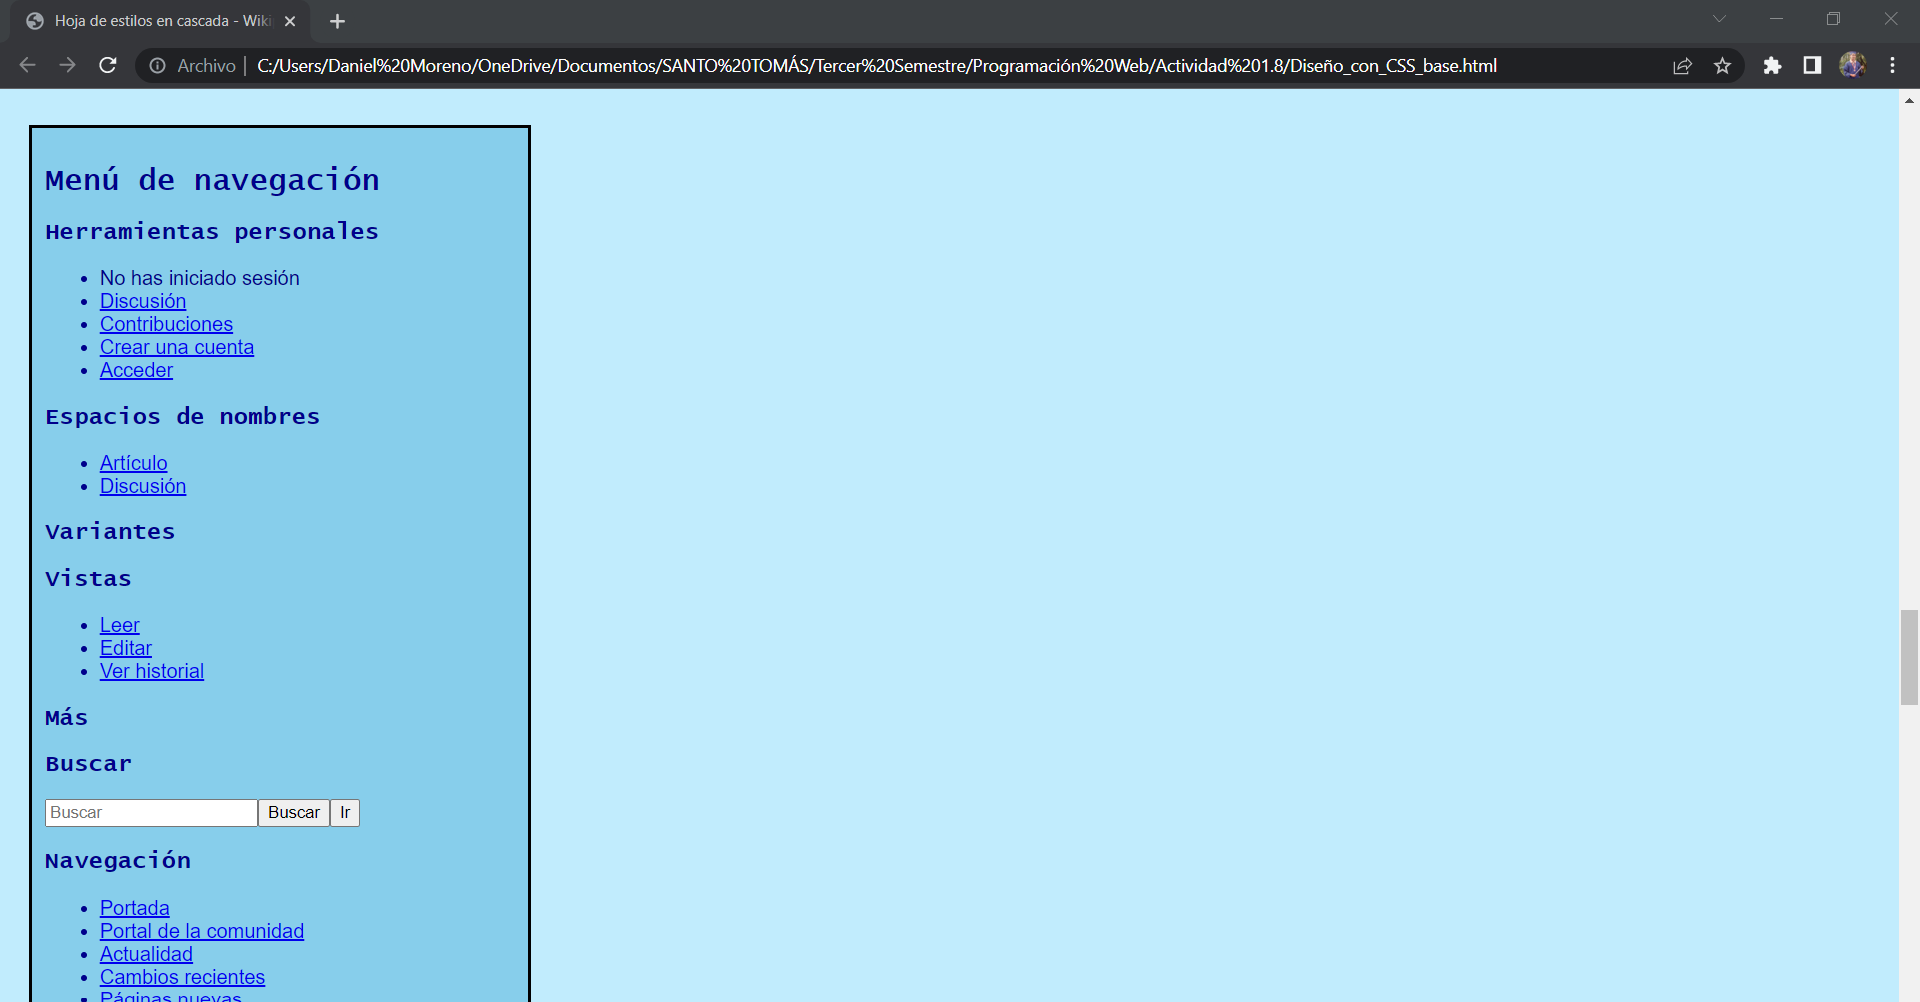 Hoja de estilos en cascada - Wiki
Archivo | C:/Users/Daniel%20Moreno/OneDrive/Documentos/SANTO%20TOMÁS/Tercer%20Semestre/Programación%20Web/Actividad%201.8/Diseño_con_CSS_base.html
Menú de navegación
Herramientas personales
No has iniciado sesión
Discusión
Contribuciones
Crear una cuenta
Acceder
Espacios de nombres
Artículo
Discusión
Variantes
Vistas
Leer
Editar
Ver historial
Más
Buscar
Buscar Buscar Ir
Navegación
Portada
Portal de la comunidad
Actualidad
Cambios recientes
Páginas nuevas